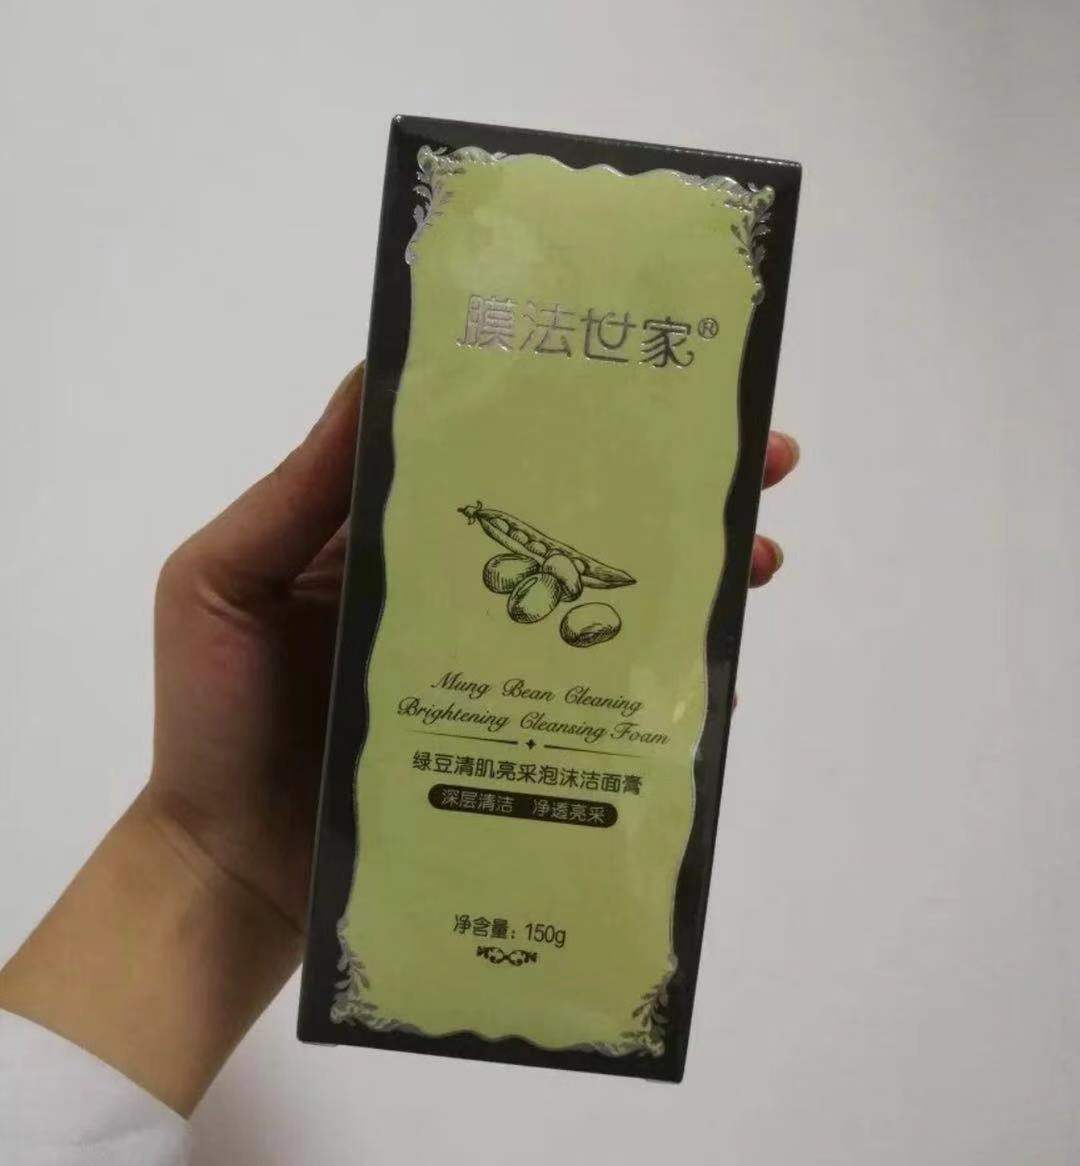 膜法世家®
Mung Bean Cleaning
Brightening Cleansing Foam
绿豆清肌亮采泡沫洁面膏
深层清洁 净透亮采
净含量：150g